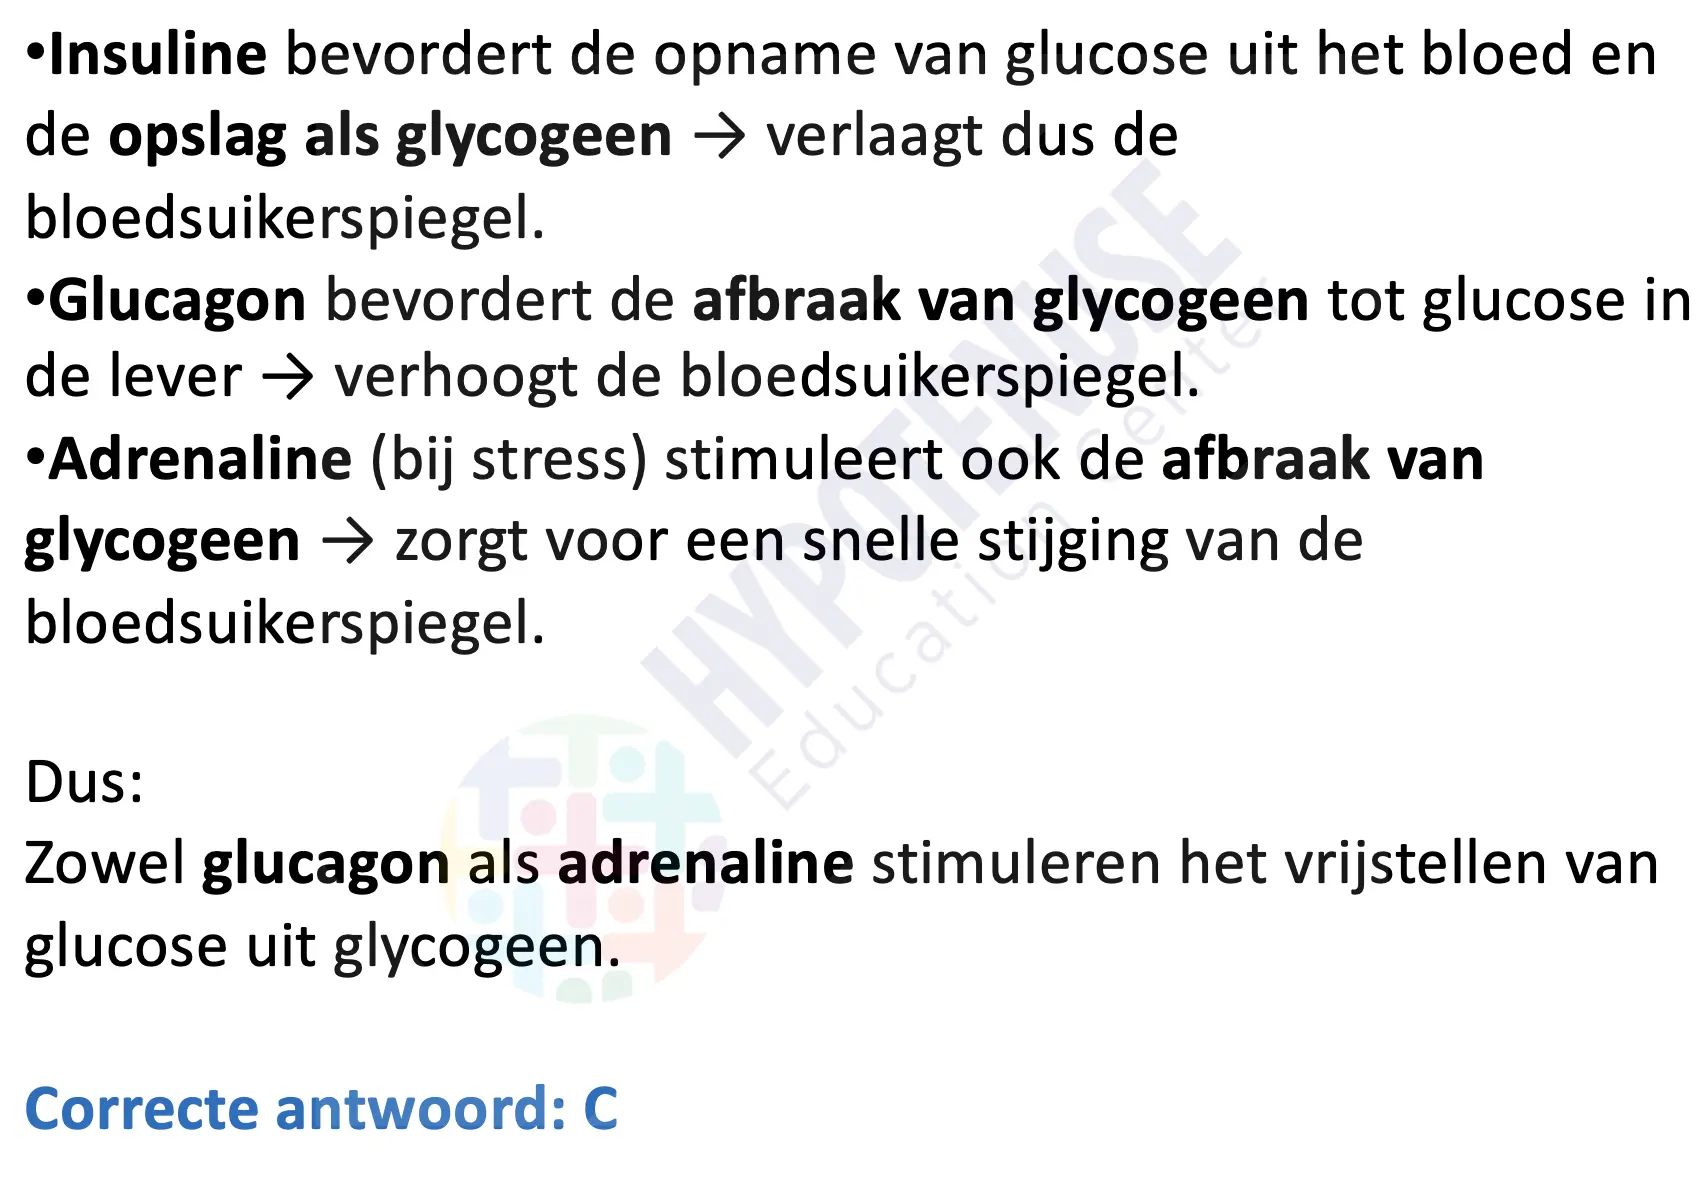 •Insuline bevordert de opname van glucose uit het bloed en
de opslag als glycogeen → verlaagt dus de
bloedsuikerspiegel.
•Glucagon bevordert de afbraak van glycogeen tot glucose in
de lever → verhoogt de bloedsuikerspiegel.
•Adrenaline (bij stress) stimuleert ook de afbraak van
glycogeen → zorgt voor een snelle stijging van de
bloedsuikerspiegel.
Dus:
Zowel glucagon als adrenaline stimuleren het vrijstellen van
glucose uit glycogeen.
Correcte antwoord: C
HYPOTENUSE
Education Center